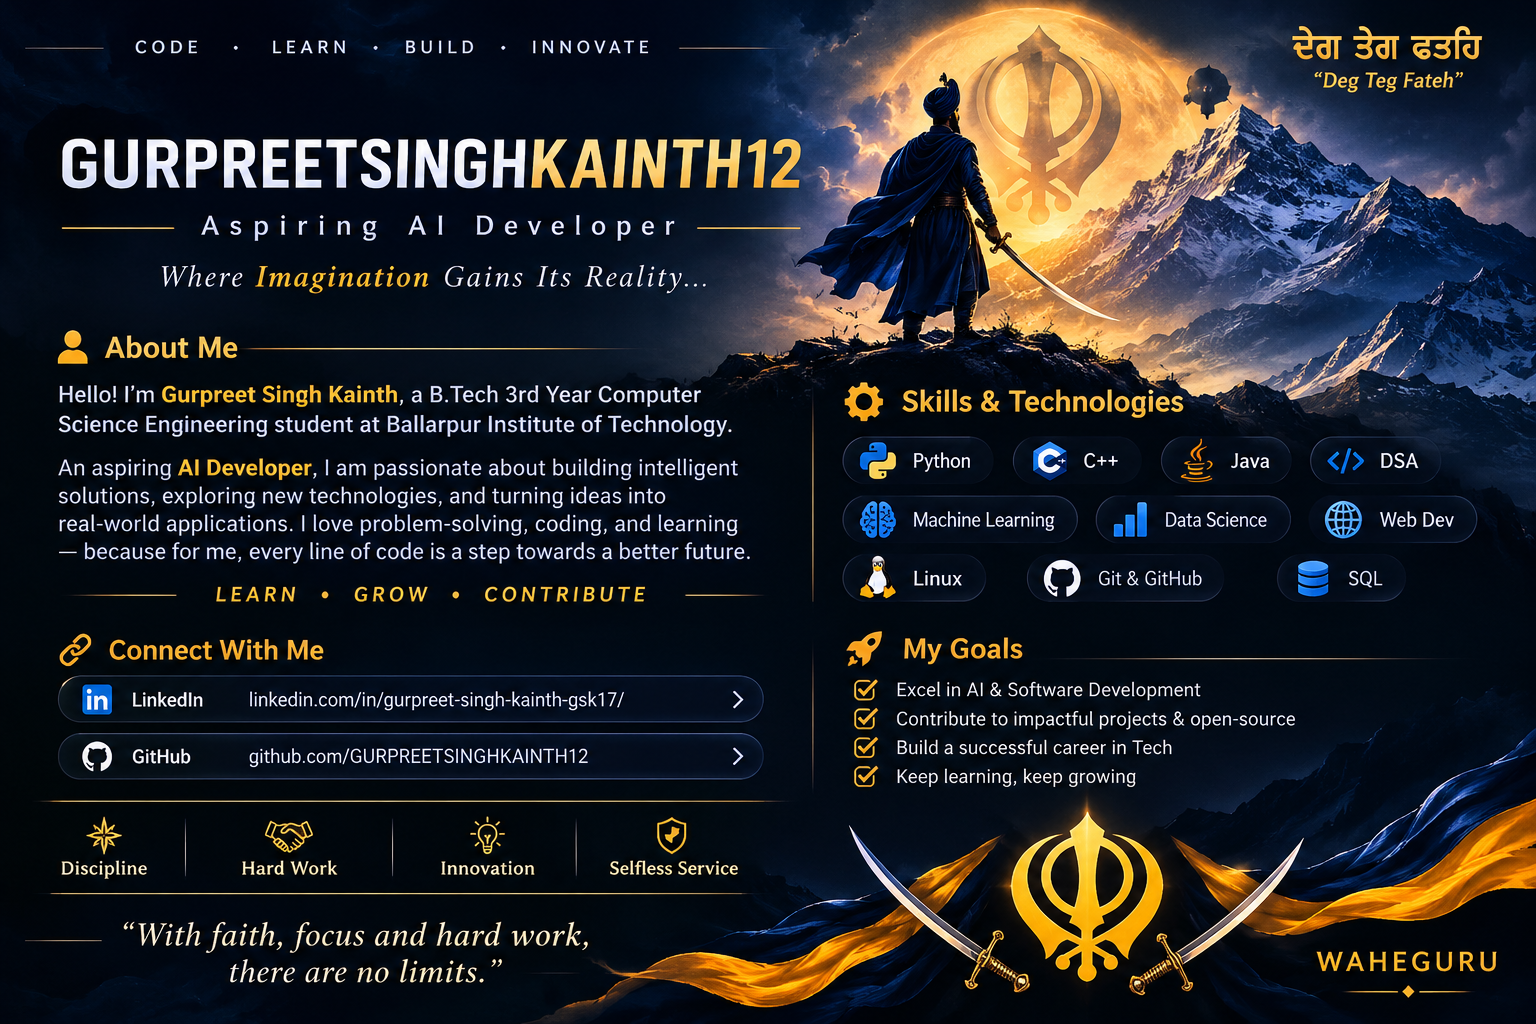 CODE • LEARN • BUILD • INNOVATE
ਦੇਗ ਤੇਗ ਫਤਹਿ
“Deg Teg Fateh”
GURPREETSINGHKAINTH12
Aspiring AI Developer
Where Imagination Gains Its Reality...
About Me
Hello! I’m Gurpreet Singh Kainth, a B.Tech 3rd Year Computer
Science Engineering student at Ballarpur Institute of Technology.
An aspiring AI Developer, I am passionate about building intelligent
solutions, exploring new technologies, and turning ideas into
real-world applications. I love problem-solving, coding, and learning
— because for me, every line of code is a step towards a better future.
LEARN • GROW • CONTRIBUTE
Connect With Me
in LinkedIn linkedin.com/in/gurpreet-singh-kainth-gsk17/
GitHub github.com/GURPREETSINGHKAINTH12
Discipline Hard Work Innovation Selfless Service
“With faith, focus and hard work,
there are no limits.”
Skills & Technologies
Python C++ Java </> DSA
Machine Learning Data Science Web Dev
Linux Git & GitHub SQL
My Goals
Excel in AI & Software Development
Contribute to impactful projects & open-source
Build a successful career in Tech
Keep learning, keep growing
WAHEGURU